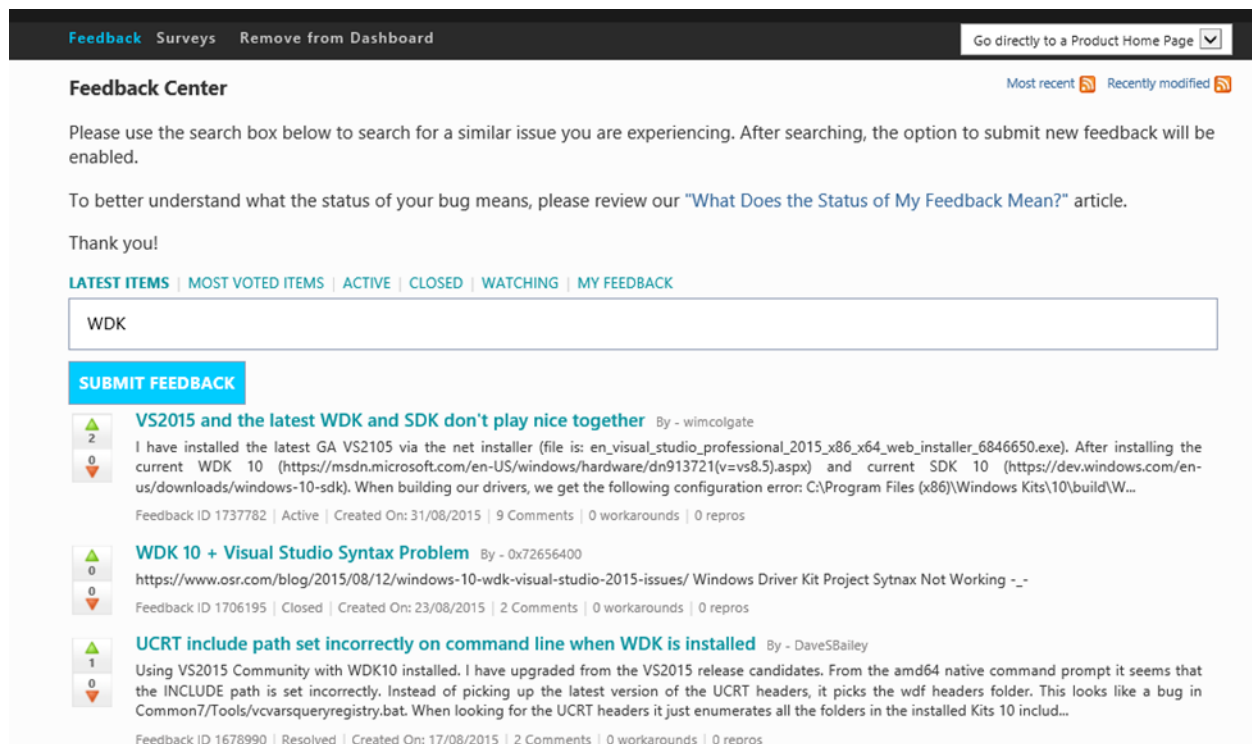 Feedback Surveys Remove from Dashboard
Go directly to a Product Home Page
Feedback Center
Most recent Recently modified
Please use the search box below to search for a similar issue you are experiencing. After searching, the option to submit new feedback will be
enabled.
To better understand what the status of your bug means, please review our "What Does the Status of My Feedback Mean?" article.
Thank you!
LATEST ITEMS | MOST VOTED ITEMS | ACTIVE | CLOSED | WATCHING | MY FEEDBACK
WDK
SUBMIT FEEDBACK
2
0
VS2015 and the latest WDK and SDK don't play nice together By - wimcolgate
I have installed the latest GA VS2105 via the net installer (file is: en_visual_studio_professional_2015_x86_x64_web_installer_6846650.exe). After installing the
current WDK 10 (https://msdn.microsoft.com/en-US/windows/hardware/dn913721(v=vs8.5).aspx) and current SDK 10 (https://dev.windows.com/en-
us/downloads/windows-10-sdk). When building our drivers, we get the following configuration error: C:\Program Files (x86)\Windows Kits\10\build\W...
Feedback ID 1737782 | Active | Created On: 31/08/2015 | 9 Comments | 0 workarounds | 0 repros
0
0
WDK 10 + Visual Studio Syntax Problem By - 0x72656400
https://www.osr.com/blog/2015/08/12/windows-10-wdk-visual-studio-2015-issues/ Windows Driver Kit Project Sytnax Not Working -_-
Feedback ID 1706195 | Closed | Created On: 23/08/2015 | 2 Comments | 0 workarounds | 0 repros
1
0
UCRT include path set incorrectly on command line when WDK is installed By - DaveSBailey
Using VS2015 Community with WDK10 installed. I have upgraded from the VS2015 release candidates. From the amd64 native command prompt it seems that
the INCLUDE path is set incorrectly. Instead of picking up the latest version of the UCRT headers, it picks the wdf headers folder. This looks like a bug in
Common7/Tools/vcvarsqueryregistry.bat. When looking for the UCRT headers it just enumerates all the folders in the installed Kits 10 includ...
Feedback ID 1678990 | Resolved | Created On: 17/08/2015 | 2 Comments | 0 workarounds | 0 repros